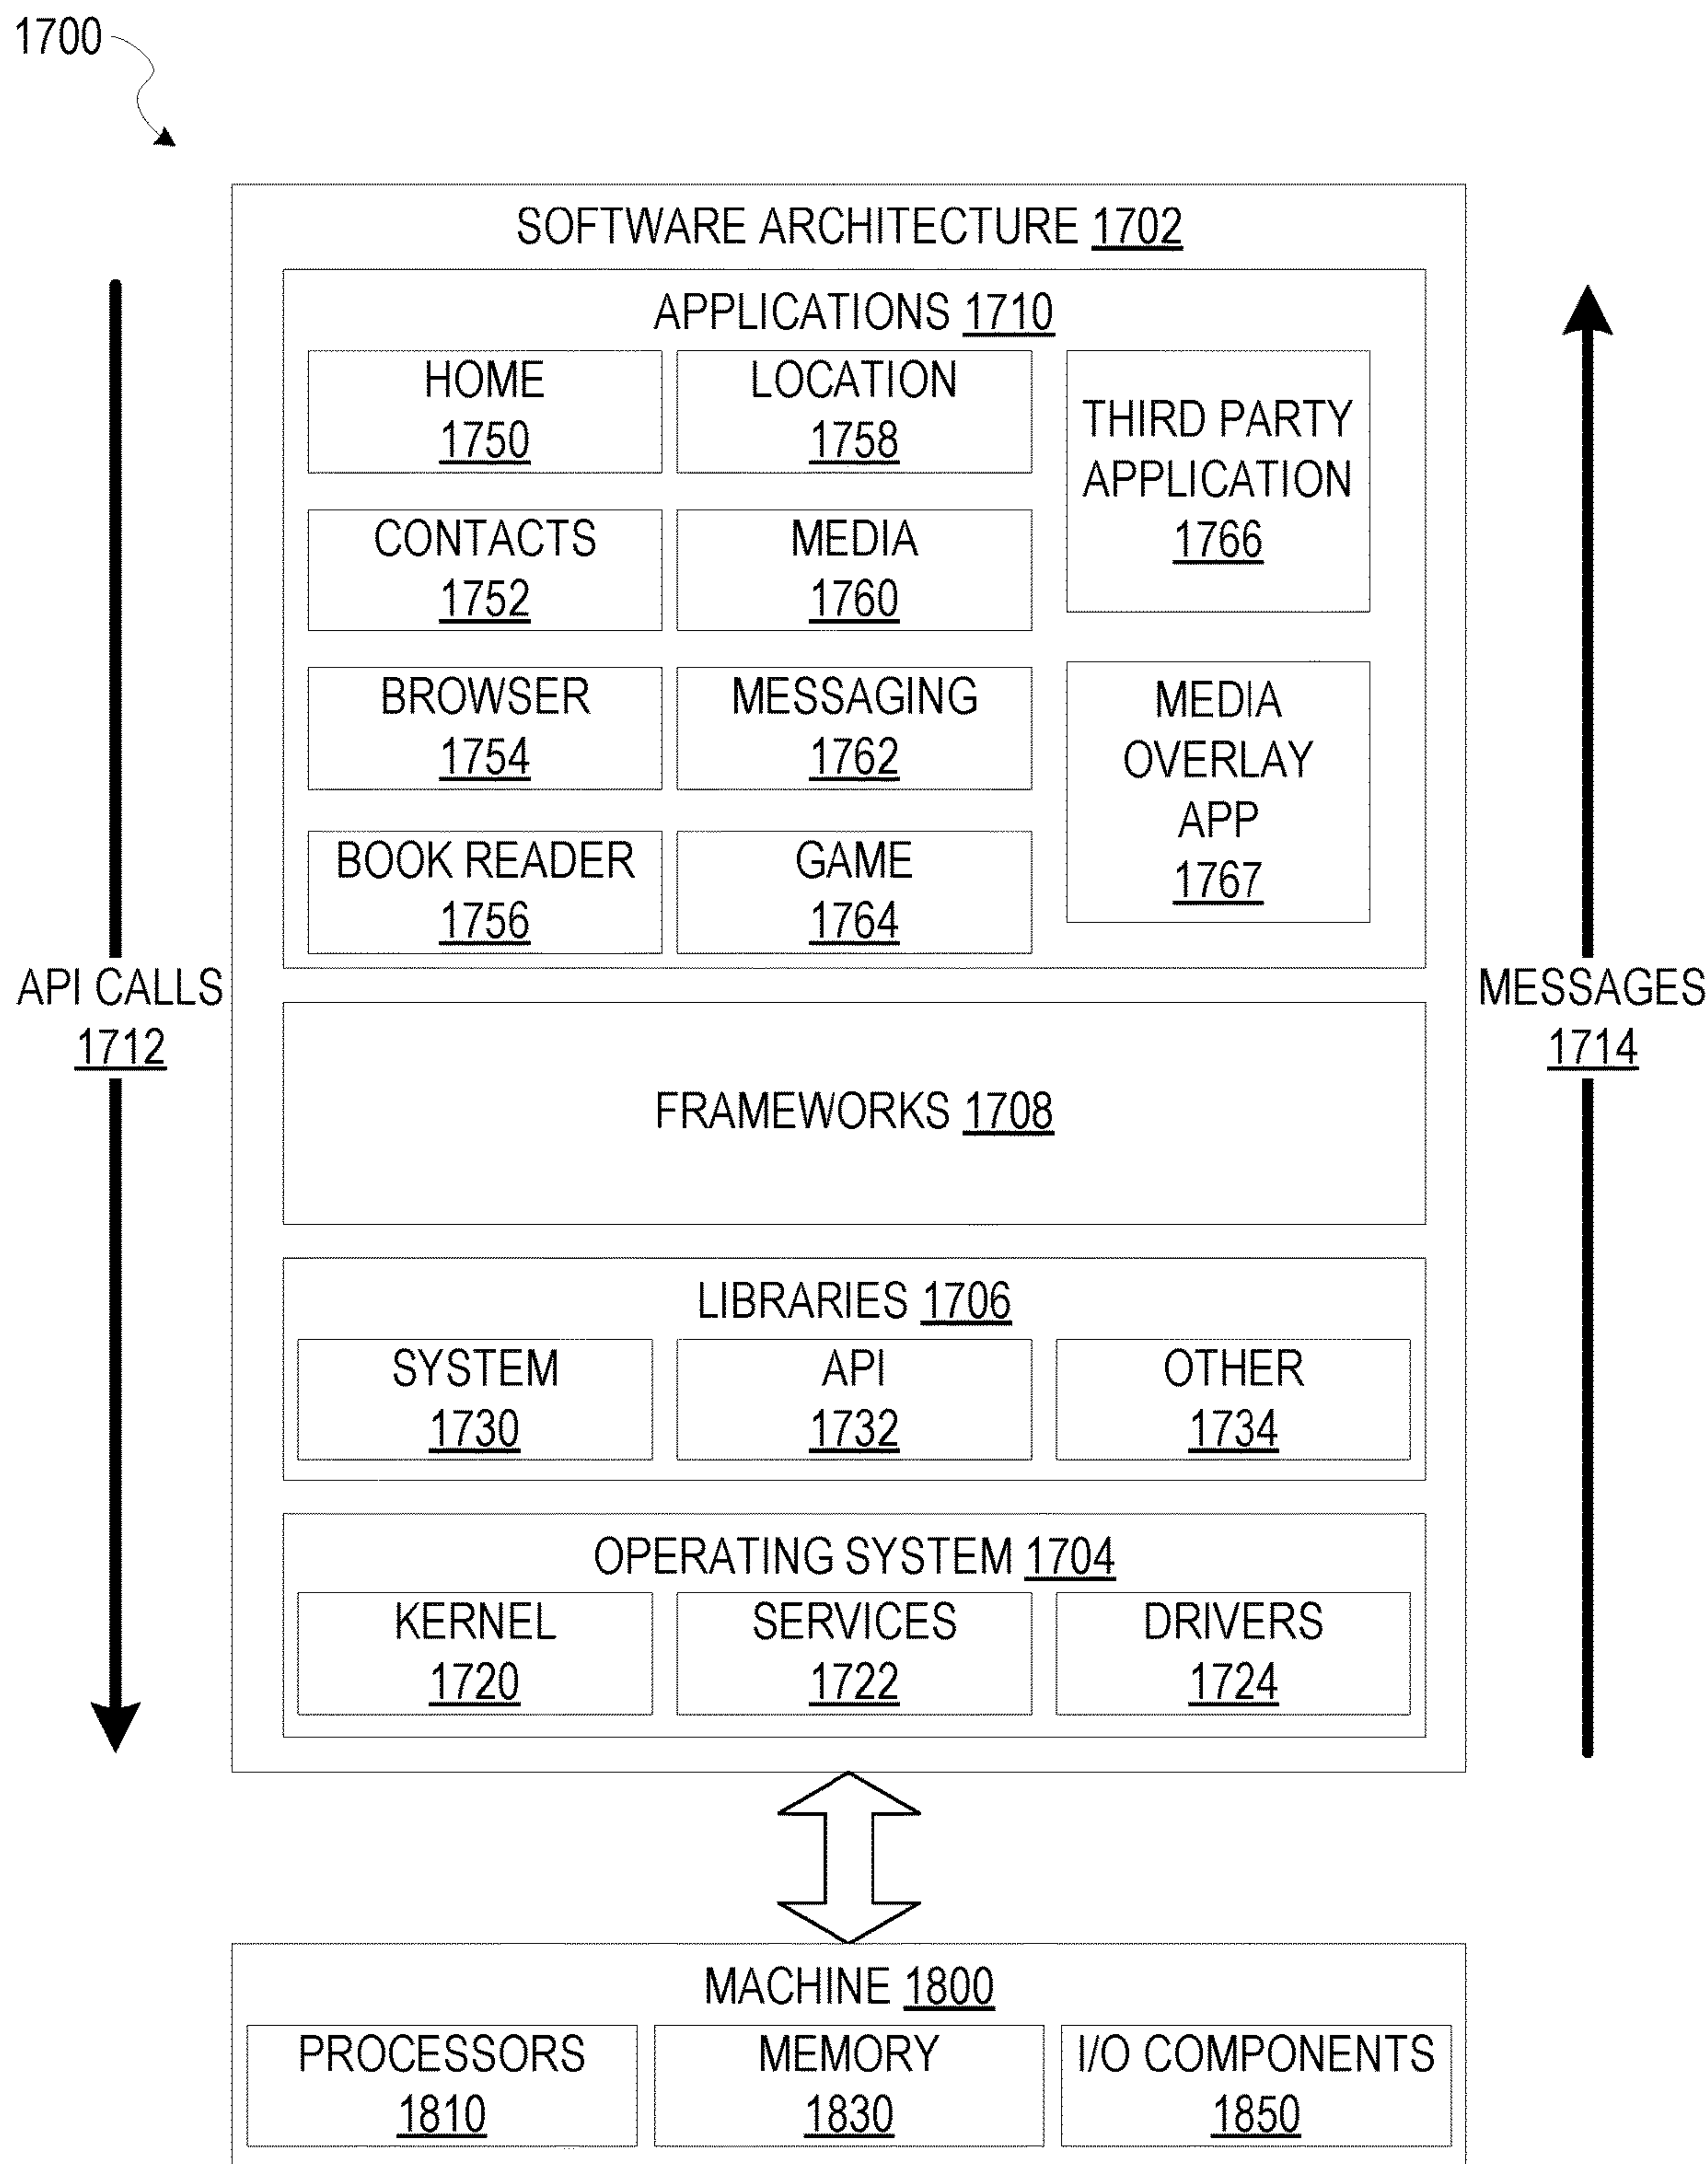 1700
SOFTWARE ARCHITECTURE 1702
APPLICATIONS 1710
HOME
1750
LOCATION
1758
THIRD PARTY
APPLICATION
1766
CONTACTS
1752
MEDIA
1760
BROWSER
1754
MESSAGING
1762
MEDIA
OVERLAY
APP
1767
BOOK READER
1756
GAME
1764
API CALLS
1712
MESSAGES
1714
FRAMEWORKS 1708
LIBRARIES 1706
SYSTEM
1730
API
1732
OTHER
1734
OPERATING SYSTEM 1704
KERNEL
1720
SERVICES
1722
DRIVERS
1724
MACHINE 1800
PROCESSORS
1810
MEMORY
1830
I/O COMPONENTS
1850